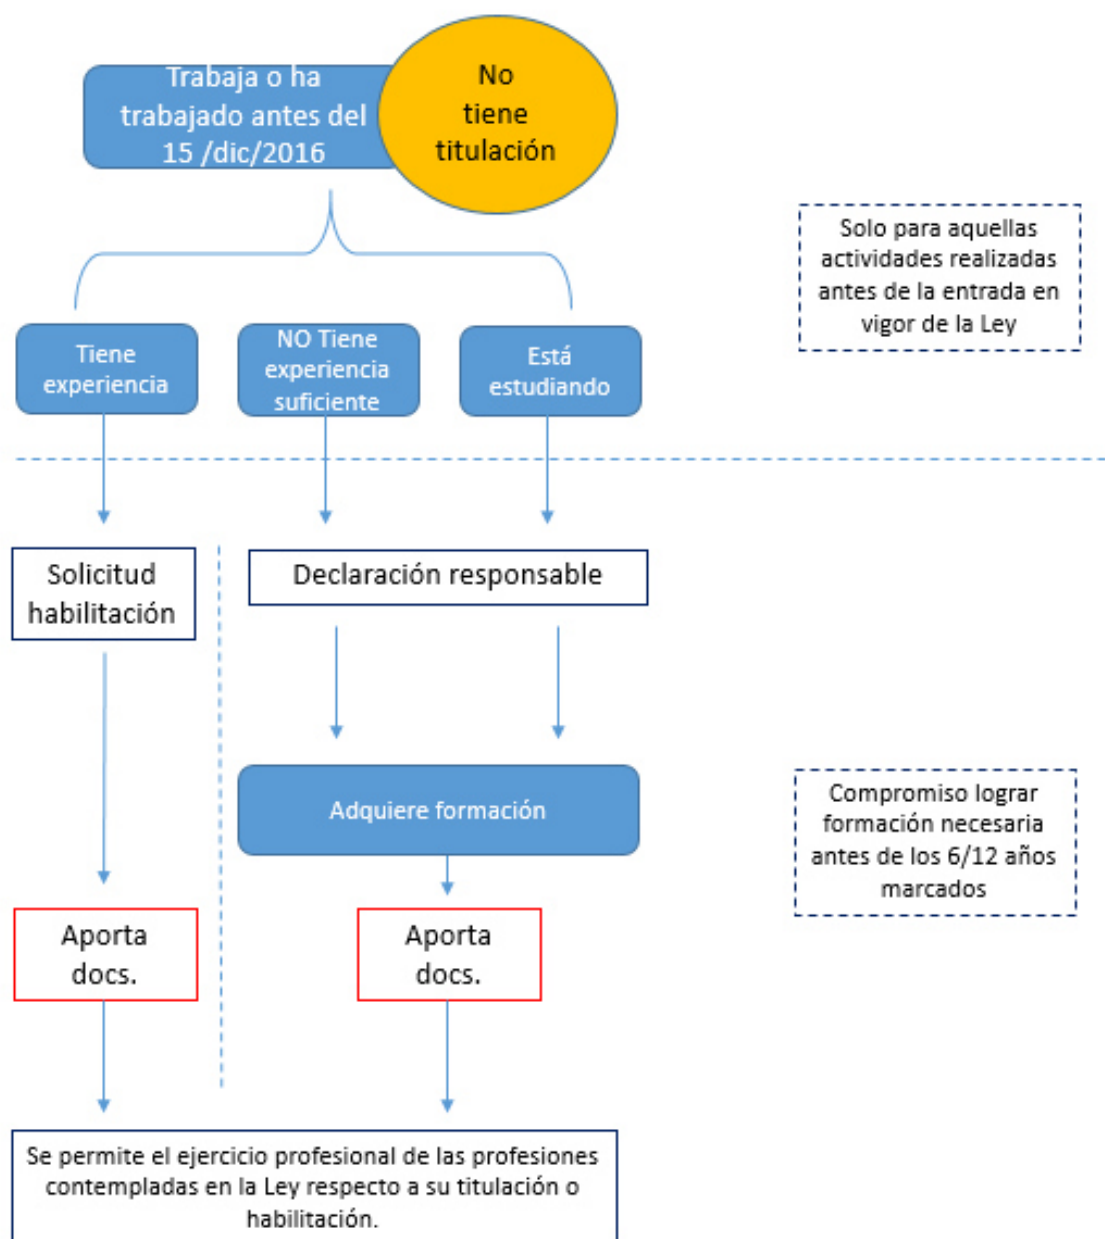 Trabaja o ha
trabajado antes del
15 /dic/2016
No
tiene
titulación
Solo para aquellas
actividades realizadas
antes de la entrada en
vigor de la Ley
Tiene
experiencia
NO Tiene
experiencia
suficiente
Está
estudiando
Solicitud
habilitación
Declaración responsable
Adquiere formación
Compromiso lograr
formación necesaria
antes de los 6/12 años
marcados
Aporta
docs.
Aporta
docs.
Se permite el ejercicio profesional de las profesiones
contempladas en la Ley respecto a su titulación o
habilitación.